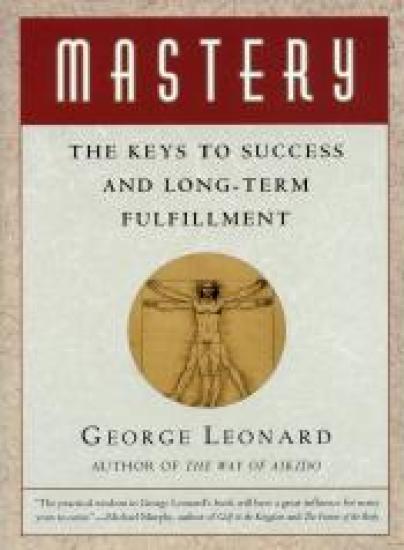 MASTERY
THE KEYS TO SUCCESS
AND LONG-TERM
FULFILLMENT
GEORGE LEONARD
AUTHOR OF THE WAY OF AIKIDO
"The practical wisdom in George Leonard's book will have a great influence for many
years to come."—Michael Murphy, author of Golf in the Kingdom and The Future of the Body